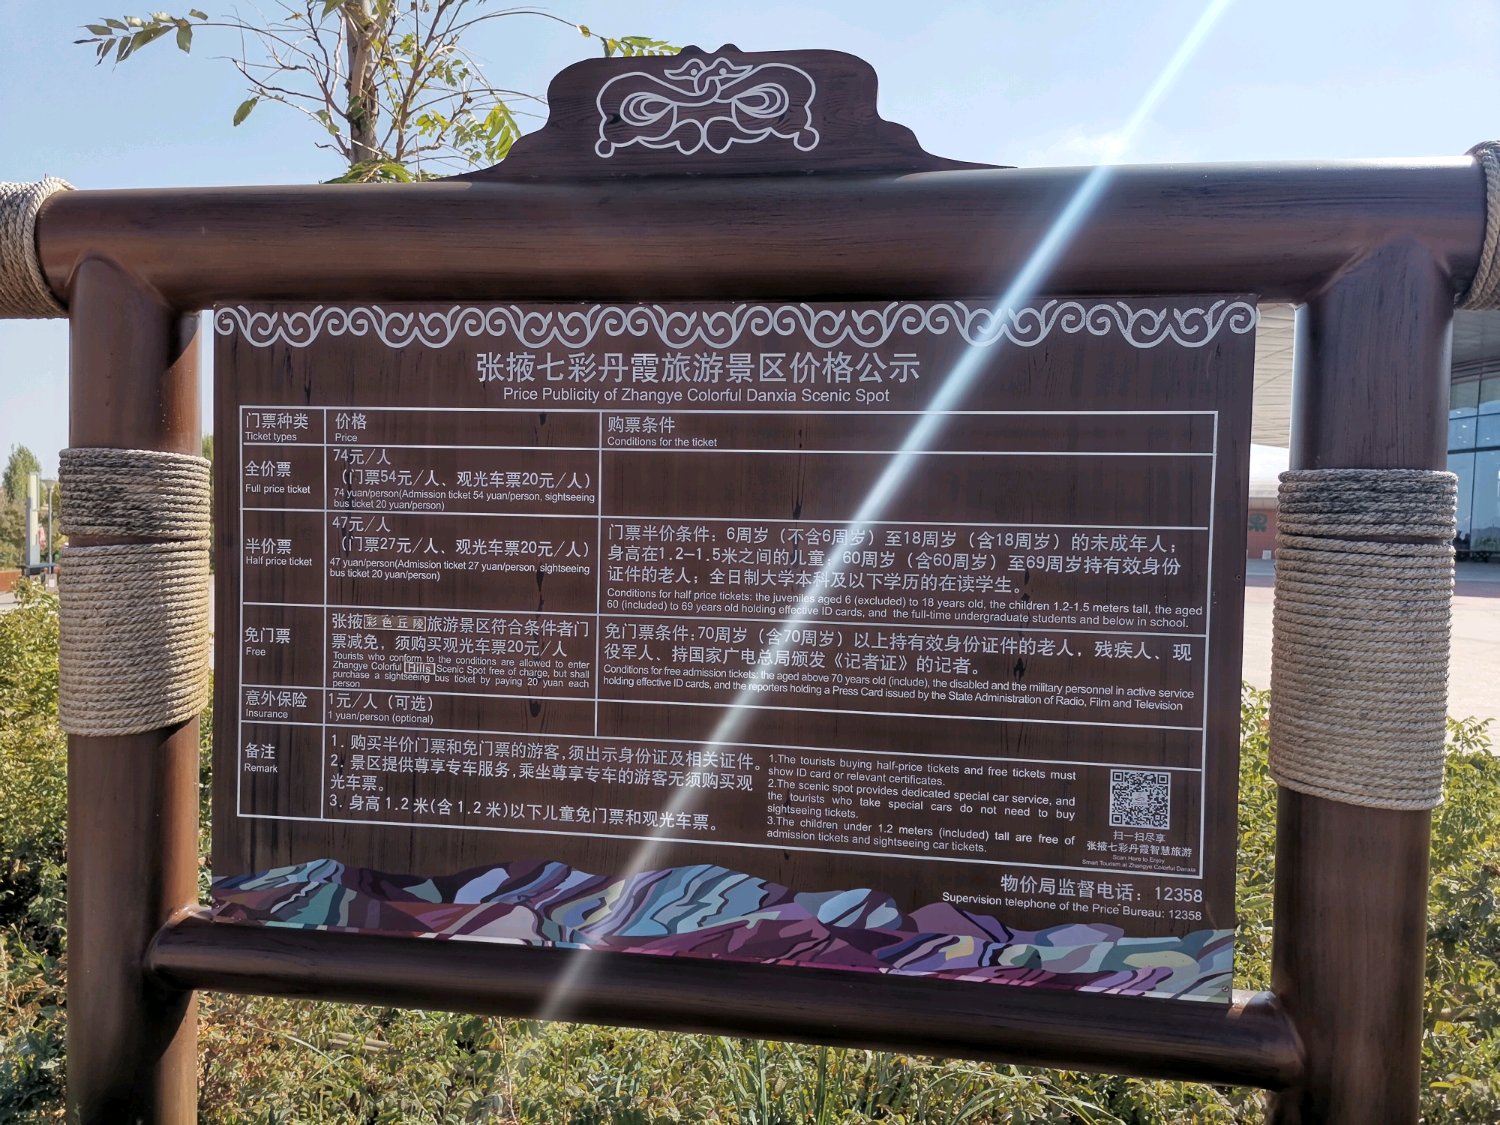 张掖七彩丹霞旅游景区价格公示
Price Publicity of Zhangye Colorful Danxia Scenic Spot
门票种类
Ticket types
价格
Price
购票条件
Conditions for the ticket
全价票
Full price ticket
74元/人
（门票54元/人、观光车票20元/人）
74 yuan/person(Admission ticket 54 yuan/person, sightseeing
bus ticket 20 yuan/person)
半价票
Half price ticket
47元/人
（门票27元/人、观光车票20元/人）
47 yuan/person(Admission ticket 27 yuan/person, sightseeing
bus ticket 20 yuan/person)
门票半价条件：6周岁（不含6周岁）至18周岁（含18周岁）的未成年人；
身高在1.2-1.5米之间的儿童；60周岁（含60周岁）至69周岁持有效身份
证件的老人；全日制大学本科及以下学历的在读学生。
Conditions for half price tickets: the juveniles aged 6 (excluded) to 18 years old, the children 1.2-1.5 meters tall, the aged
60 (included) to 69 years old holding effective ID cards, and the full-time undergraduate students and below in school.
免门票
Free
张掖彩色丘陵旅游景区符合条件者门
票减免，须购买观光车票20元/人
Tourists who conform to the conditions are allowed to enter
Zhangye Colorful Hills Scenic Spot free of charge, but shall
purchase a sightseeing bus ticket by paying 20 yuan each
person
免门票条件：70周岁（含70周岁）以上持有效身份证件的老人，残疾人、现
役军人、持国家广电总局颁发《记者证》的记者。
Conditions for free admission tickets: the aged above 70 years old (include), the disabled and the military personnel in active service
holding effective ID cards, and the reporters holding a Press Card issued by the State Administration of Radio, Film and Television
意外保险
Insurance
1元/人（可选）
1 yuan/person (optional)
备注
Remark
1. 购买半价门票和免门票的游客,须出示身份证及相关证件。
2. 景区提供尊享专车服务,乘坐尊享专车的游客无须购买观
光车票。
3. 身高1.2米(含1.2米)以下儿童免门票和观光车票。
1.The tourists buying half-price tickets and free tickets must
show ID card or relevant certificates.
2.The scenic spot provides dedicated special car service, and
the tourists who take special cars do not need to buy
sightseeing tickets.
3.The children under 1.2 meters (included) tall are free of
admission tickets and sightseeing car tickets.
扫一扫尽享
张掖七彩丹霞智慧旅游
Scan Here to Enjoy
Smart Tourism at Zhangye Colorful Danxia
物价局监督电话：12358
Supervision telephone of the Price Bureau: 12358